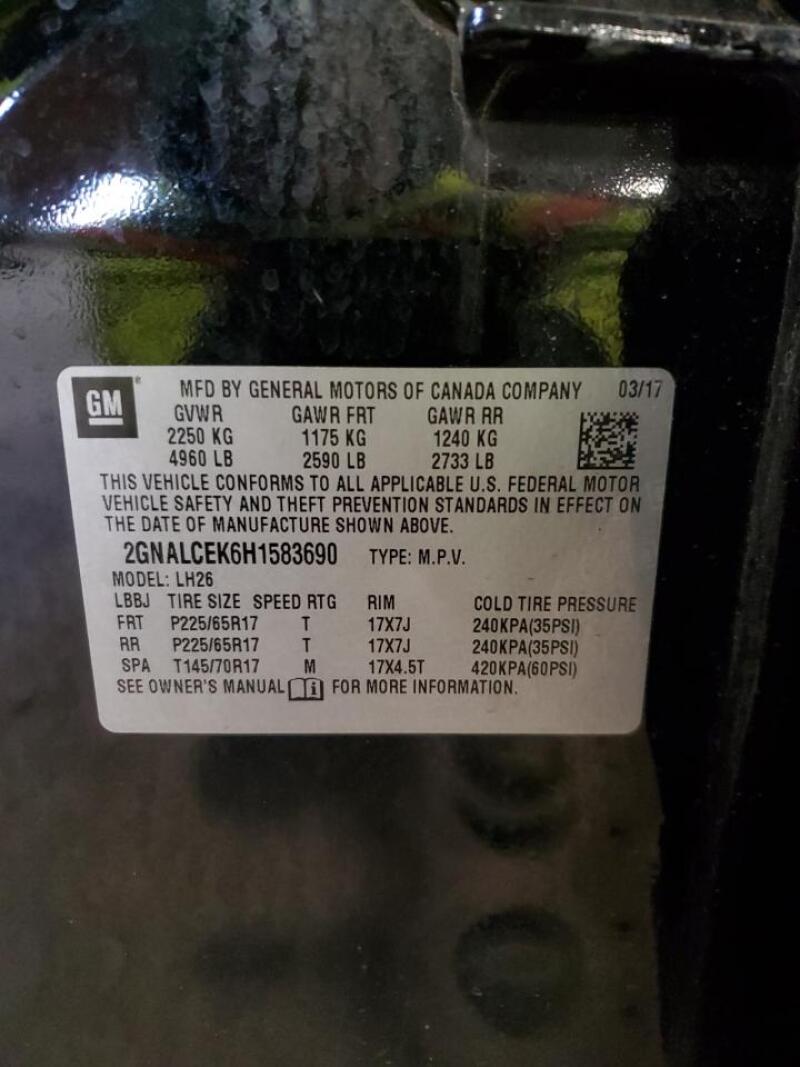 GM MFD BY GENERAL MOTORS OF CANADA COMPANY 03/17
GVWR GAWR FRT GAWR RR
2250 KG 1175 KG 1240 KG
4960 LB 2590 LB 2733 LB
THIS VEHICLE CONFORMS TO ALL APPLICABLE U.S. FEDERAL MOTOR
VEHICLE SAFETY AND THEFT PREVENTION STANDARDS IN EFFECT ON
THE DATE OF MANUFACTURE SHOWN ABOVE.
2GNALCEK6H1583690 TYPE: M.P.V.
MODEL: LH26
LBBJ TIRE SIZE SPEED RTG RIM COLD TIRE PRESSURE
FRT P225/65R17 T 17X7J 240KPA(35PSI)
RR P225/65R17 T 17X7J 240KPA(35PSI)
SPA T145/70R17 M 17X4.5T 420KPA(60PSI)
SEE OWNER'S MANUAL i FOR MORE INFORMATION.